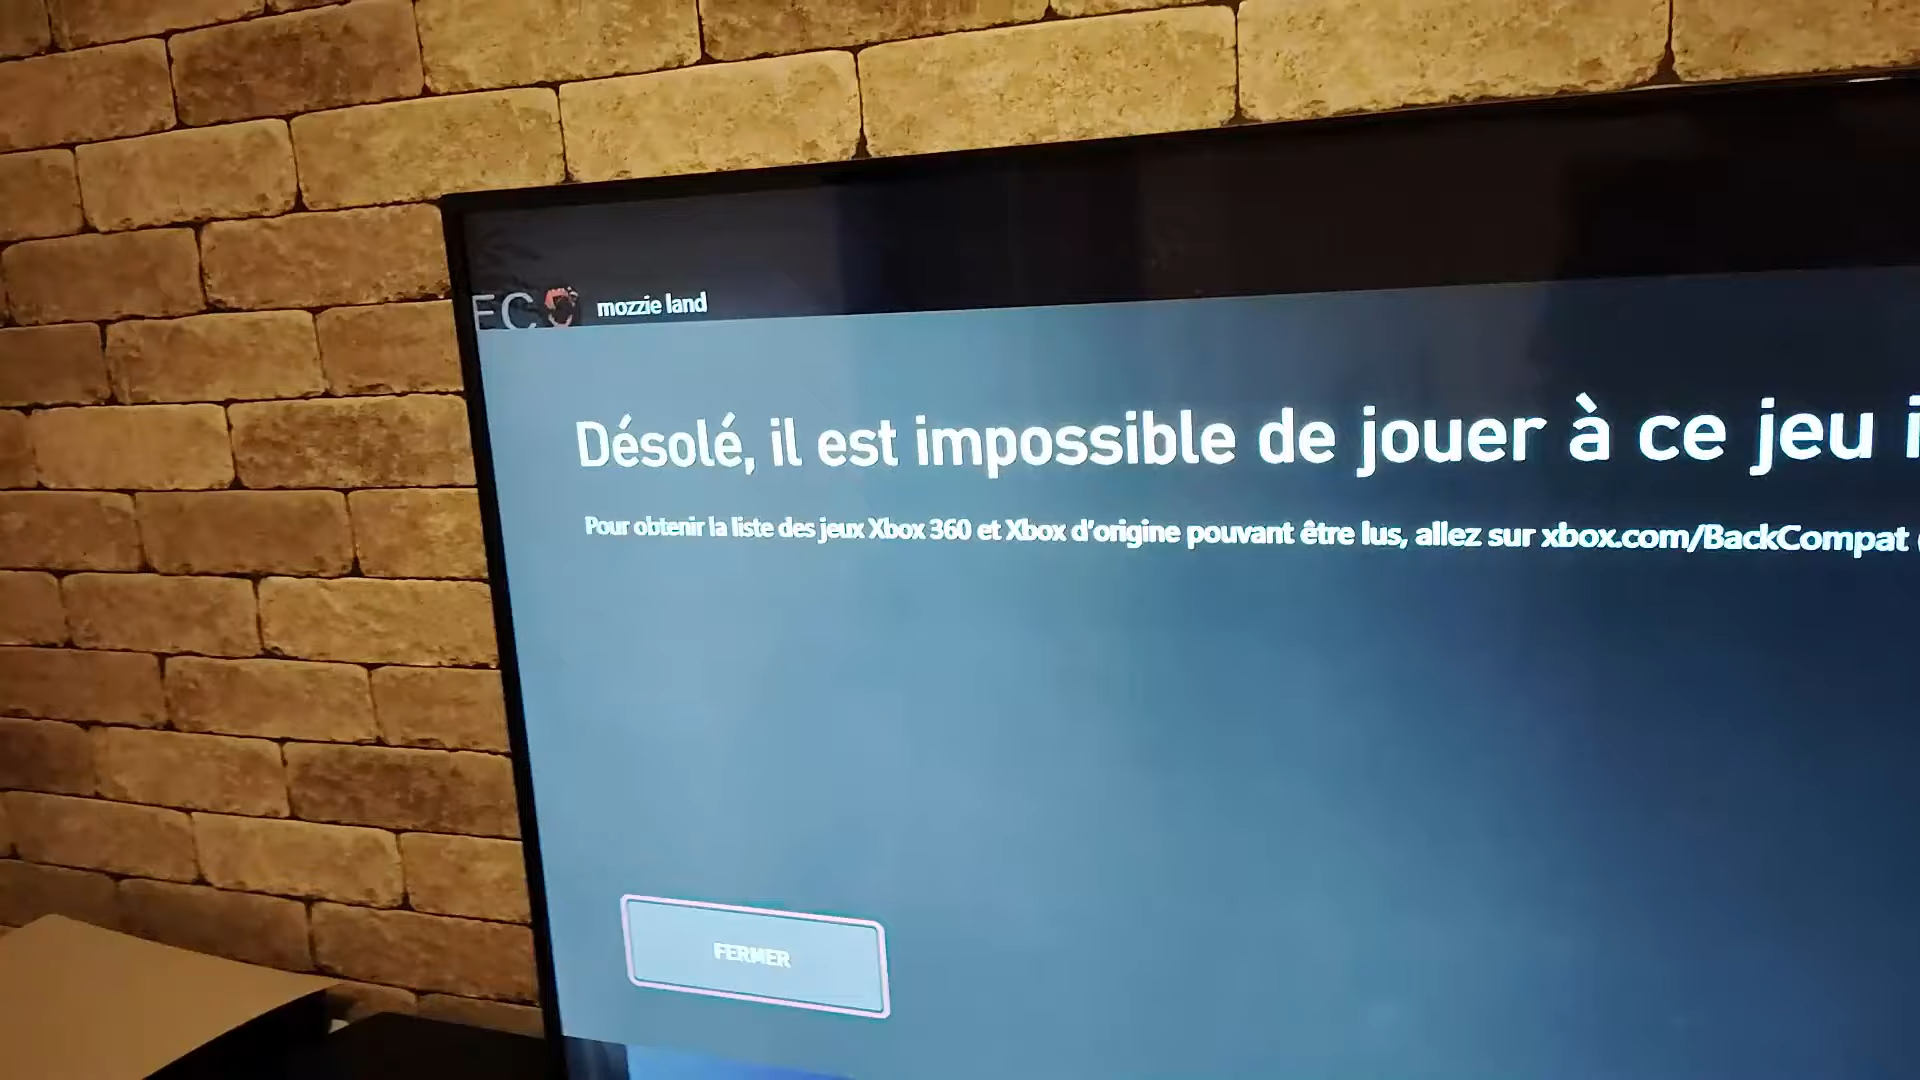 EC
mozzie land
Désolé, il est impossible de jouer à ce jeu
Pour obtenir la liste des jeux Xbox 360 et Xbox d'origine pouvant être lus, allez sur xbox.com/BackCompat
FERMER